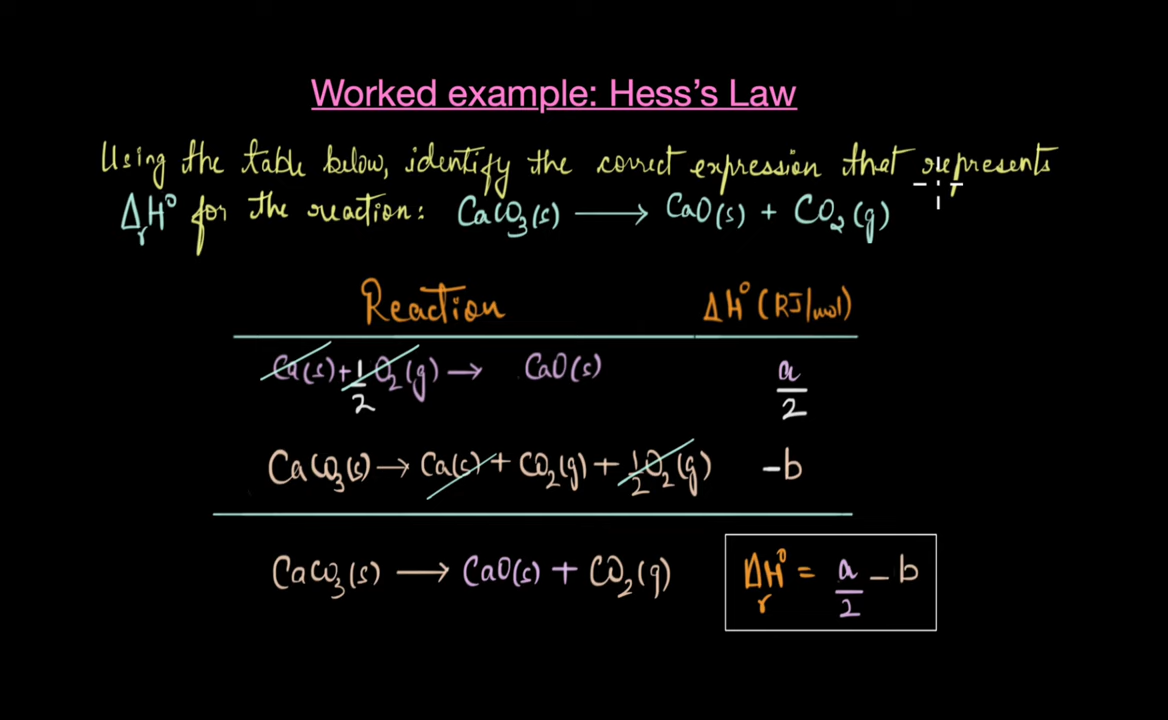 Worked example: Hess's Law
Using the table below, identify the correct expression that represents
ΔrH° for the reaction: CaCO₃(s) ⟶ CaO(s) + CO₂(g)
Reaction ΔH° (kJ/mol)
Ca(s) + 1/2 O₂(g) → CaO(s) a/2
CaCO₃(s) → Ca(s) + CO₂(g) + 1/2 O₂(g) -b
CaCO₃(s) ⟶ CaO(s) + CO₂(g) ΔrH° = a/2 - b